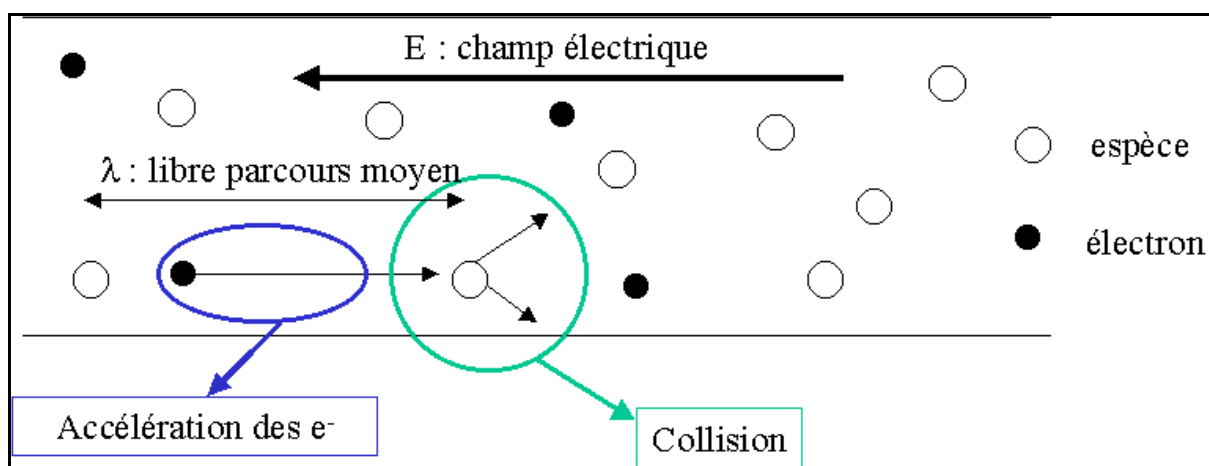 E : champ électrique
λ : libre parcours moyen
espèce
électron
Accélération des e-
Collision